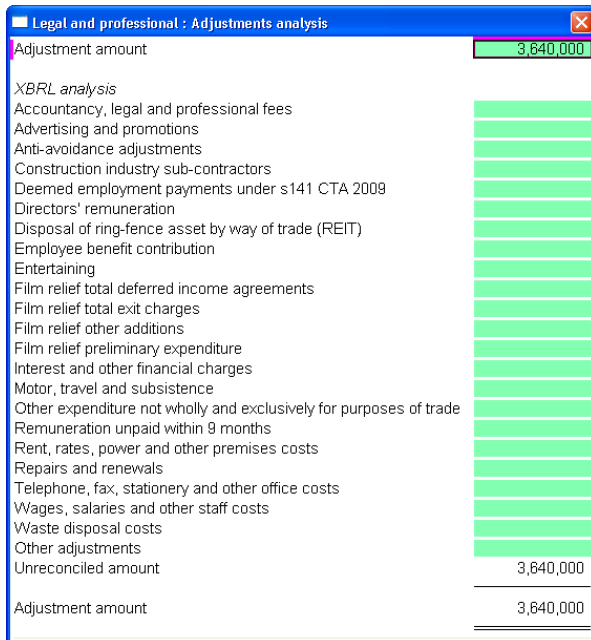 Legal and professional : Adjustments analysis
Adjustment amount 3,640,000
XBRL analysis
Accountancy, legal and professional fees
Advertising and promotions
Anti-avoidance adjustments
Construction industry sub-contractors
Deemed employment payments under s141 CTA 2009
Directors' remuneration
Disposal of ring-fence asset by way of trade (REIT)
Employee benefit contribution
Entertaining
Film relief total deferred income agreements
Film relief total exit charges
Film relief other additions
Film relief preliminary expenditure
Interest and other financial charges
Motor, travel and subsistence
Other expenditure not wholly and exclusively for purposes of trade
Remuneration unpaid within 9 months
Rent, rates, power and other premises costs
Repairs and renewals
Telephone, fax, stationery and other office costs
Wages, salaries and other staff costs
Waste disposal costs
Other adjustments
Unreconciled amount 3,640,000
Adjustment amount 3,640,000